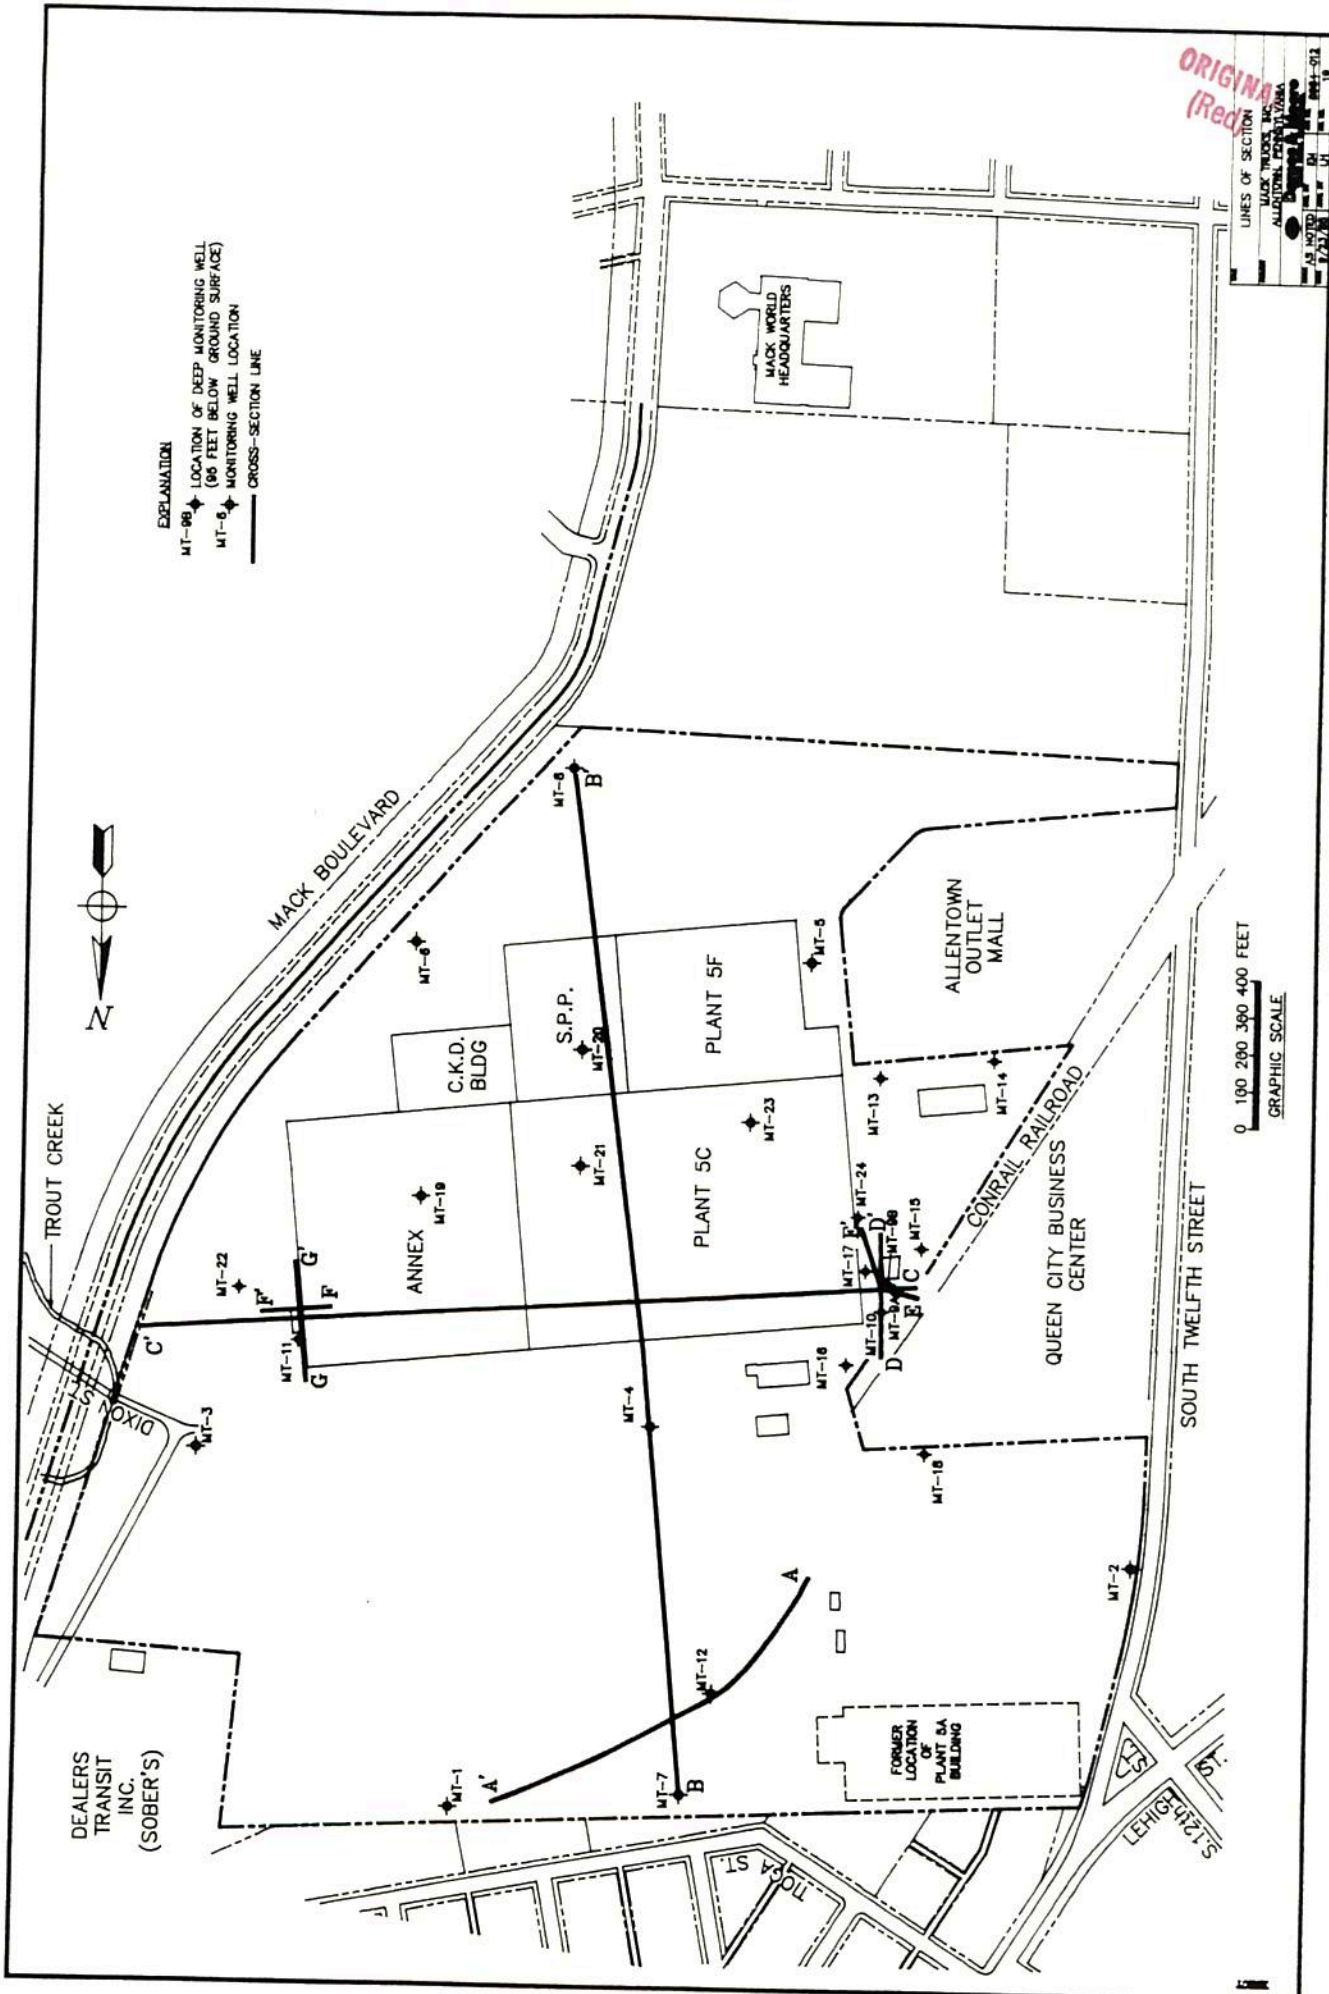 ORIGINAL
(Red)
LINES OF SECTION
MACK TRUCKS, INC.
ALLENTOWN, PENNSYLVANIA
AS NOTED
EXPLANATION
MT-9B LOCATION OF DEEP MONITORING WELL
(95 FEET BELOW GROUND SURFACE)
MT-6 MONITORING WELL LOCATION
CROSS-SECTION LINE
N
TROUT CREEK
MACK BOULEVARD
MACK WORLD
HEADQUARTERS
DIXON ST.
DEALERS
TRANSIT
INC.
(SOBER'S)
C.K.D.
BLDG
S.P.P.
PLANT 5F
PLANT 5C
ANNEX
ALLENTOWN
OUTLET
MALL
CONRAIL RAILROAD
QUEEN CITY BUSINESS
CENTER
SOUTH TWELFTH STREET
FORMER
LOCATION
OF
PLANT 5A
BUILDING
TIOGA ST.
LEHIGH ST.
S.12th ST.
MT-8
B'
MT-6
MT-5
MT-20
MT-21
MT-23
MT-19
MT-22
MT-13
MT-14
MT-24
MT-15
MT-17
MT-9B
MT-9A
MT-10
MT-16
MT-18
MT-11
MT-3
MT-4
MT-2
MT-12
MT-7
MT-1
A
A'
B
C
C'
D
D'
E
E'
F
F'
G
G'
0 100 200 300 400 FEET
GRAPHIC SCALE